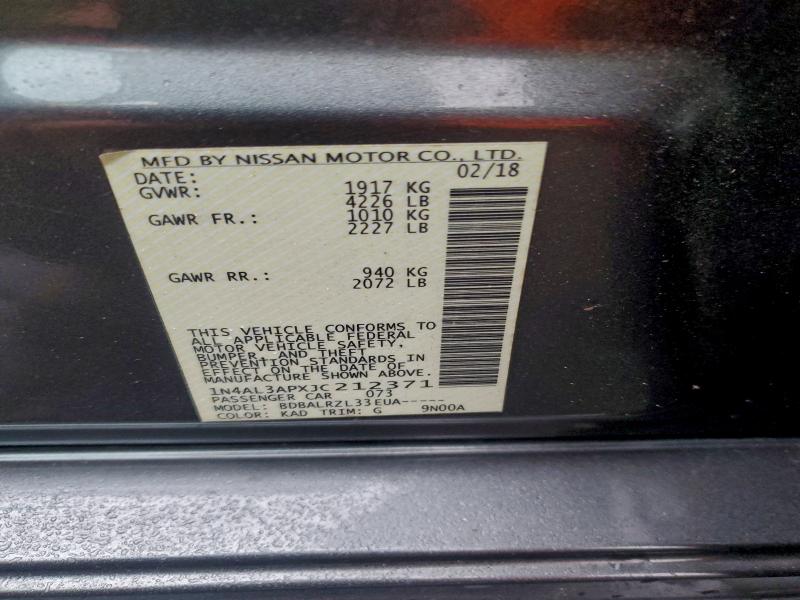 MFD BY NISSAN MOTOR CO., LTD.
DATE: 02/18
GVWR: 1917 KG
4226 LB
GAWR FR.: 1010 KG
2227 LB
GAWR RR.: 940 KG
2072 LB
THIS VEHICLE CONFORMS TO
ALL APPLICABLE FEDERAL
MOTOR VEHICLE SAFETY,
BUMPER, AND THEFT
PREVENTION STANDARDS IN
EFFECT ON THE DATE OF
MANUFACTURE SHOWN ABOVE.
1N4AL3APXJC212371
PASSENGER CAR 073
MODEL: BDBALRZL33EUA-----
COLOR: KAD TRIM: G 9N00A